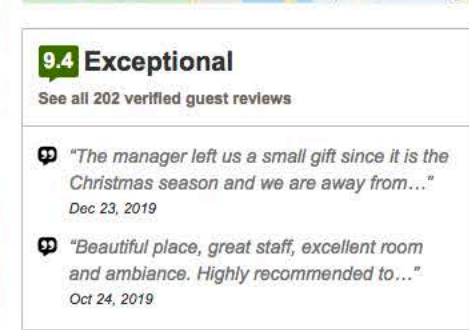 9.4 Exceptional
See all 202 verified guest reviews
“The manager left us a small gift since it is the
Christmas season and we are away from…”
Dec 23, 2019
“Beautiful place, great staff, excellent room
and ambiance. Highly recommended to…”
Oct 24, 2019